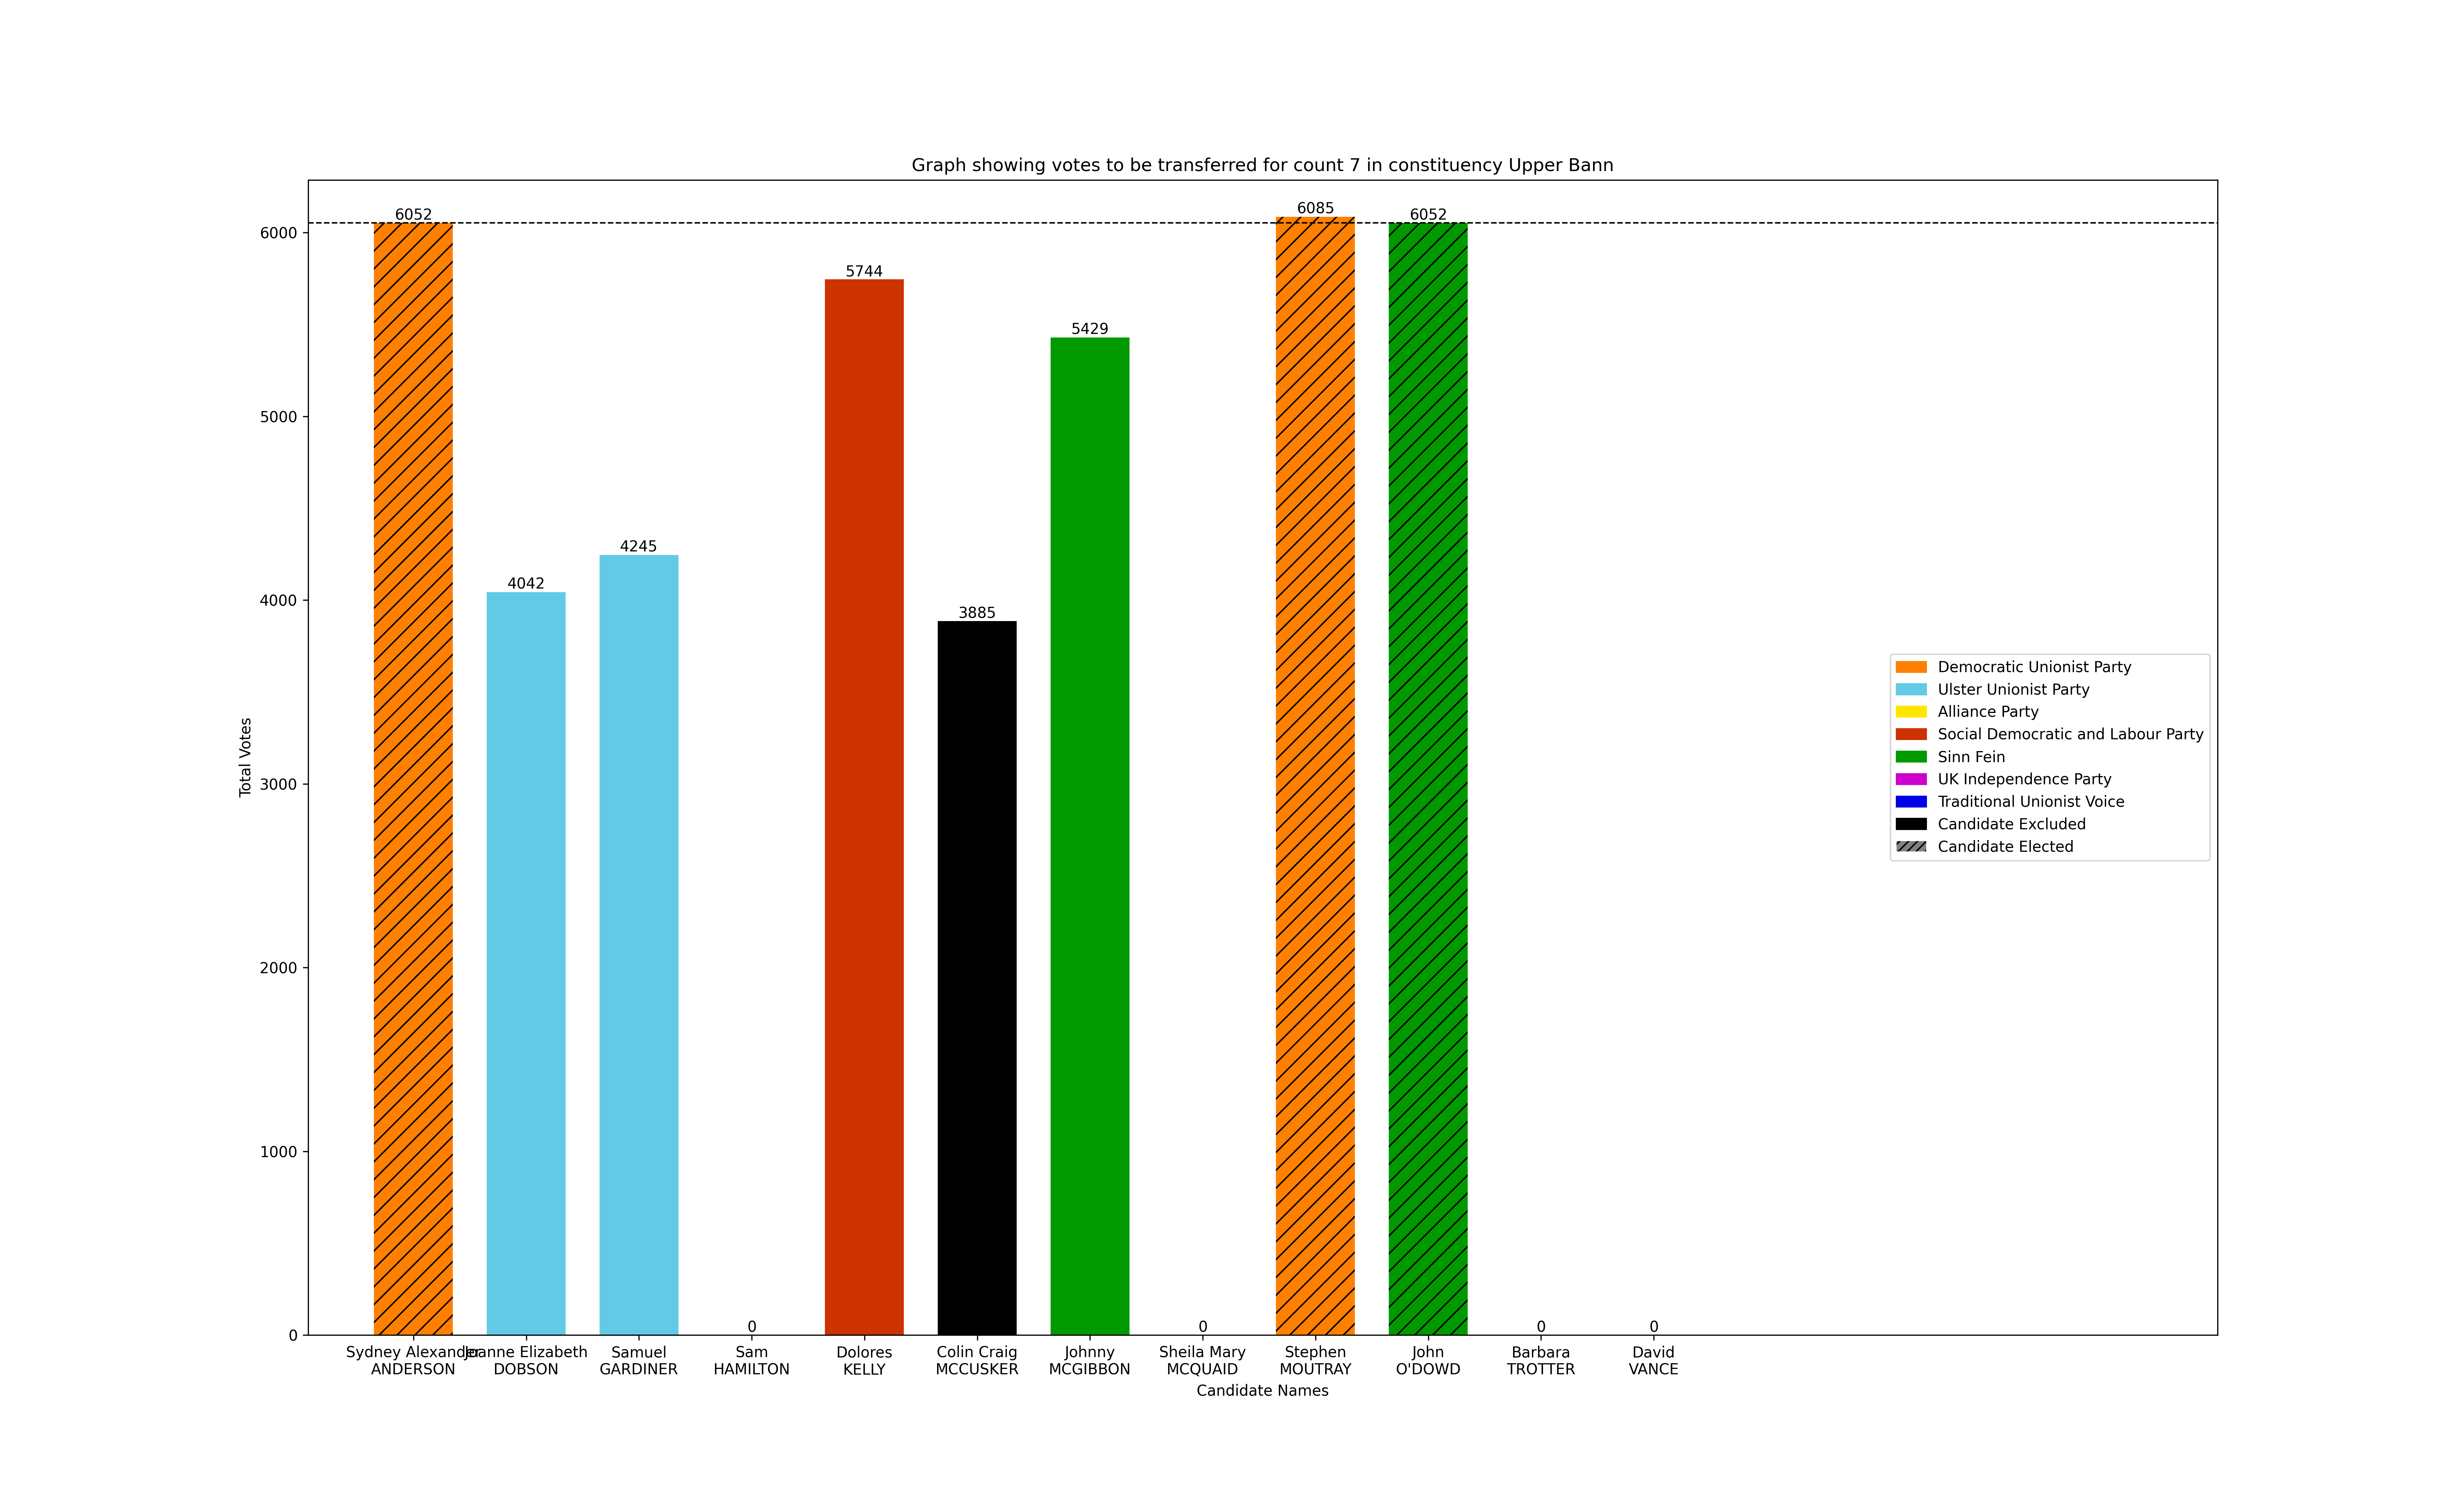 Graph showing votes to be transferred for count 7 in constituency Upper Bann
6052
6085
6052
6000
5744
5429
5000
4245
4042
4000
3885
Democratic Unionist Party
Ulster Unionist Party
Alliance Party
Social Democratic and Labour Party
Sinn Fein
UK Independence Party
Traditional Unionist Voice
Candidate Excluded
Candidate Elected
Total Votes
3000
2000
1000
0
0
0
0
0
Sydney Alexander
ANDERSON
Joanne Elizabeth
DOBSON
Samuel
GARDINER
Sam
HAMILTON
Dolores
KELLY
Colin Craig
MCCUSKER
Johnny
MCGIBBON
Sheila Mary
MCQUAID
Stephen
MOUTRAY
John
O'DOWD
Barbara
TROTTER
David
VANCE
Candidate Names